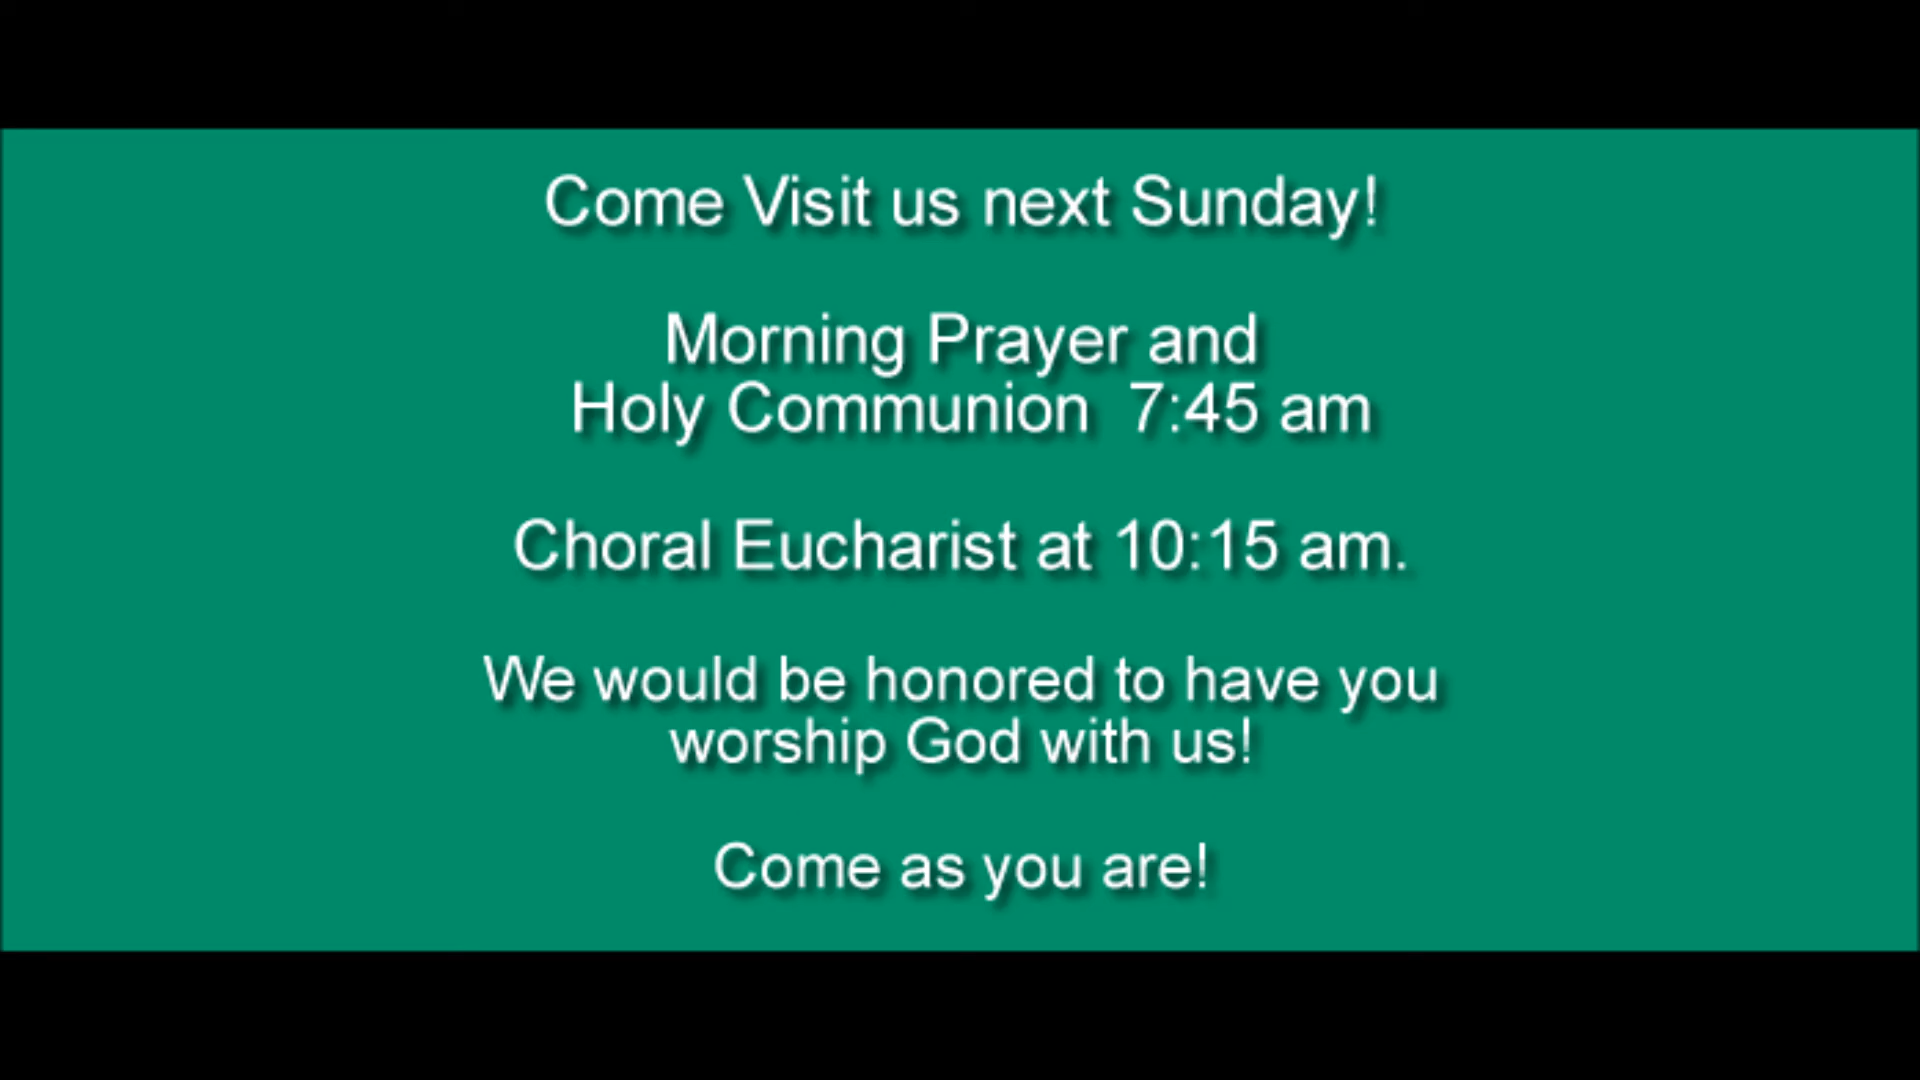 Come Visit us next Sunday!
Morning Prayer and
Holy Communion  7:45 am
Choral Eucharist at 10:15 am.
We would be honored to have you
worship God with us!
Come as you are!